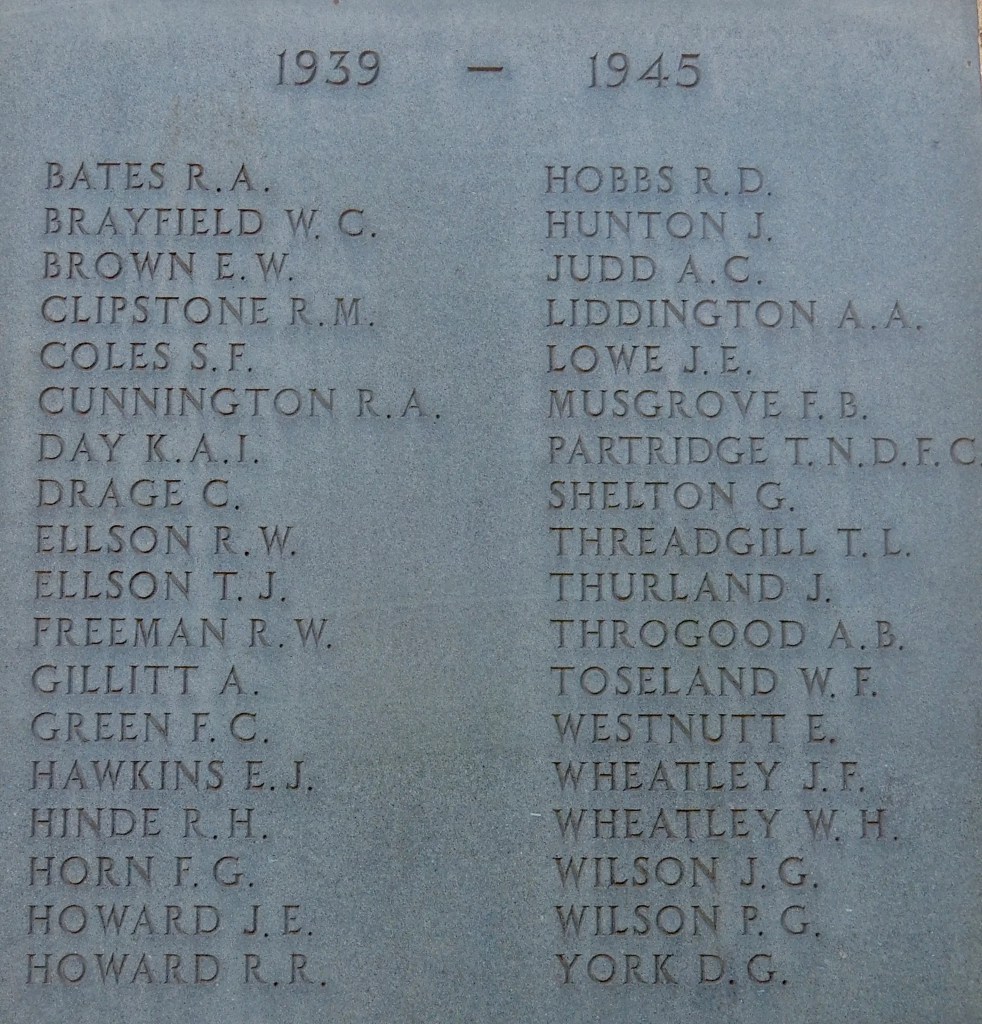 1939 — 1945
BATES R.A.
BRAYFIELD W.C.
BROWN E.W.
CLIPSTONE R.M.
COLES S.F.
CUNNINGTON R.A.
DAY K.A.I.
DRAGE C.
ELLSON R.W.
ELLSON T.J.
FREEMAN R.W.
GILLITT A.
GREEN F.C.
HAWKINS E.J.
HINDE R.H.
HORN F.G.
HOWARD J.E.
HOWARD R.R.
HOBBS R.D.
HUNTON J.
JUDD A.C.
LIDDINGTON A.A.
LOWE J.E.
MUSGROVE F.B.
PARTRIDGE T.N.D.F.C
SHELTON G.
THREADGILL T.L.
THURLAND J.
THROGOOD A.B.
TOSELAND W.F.
WESTNUTT E.
WHEATLEY J.F.
WHEATLEY W.H.
WILSON J.G.
WILSON P.G.
YORK D.G.